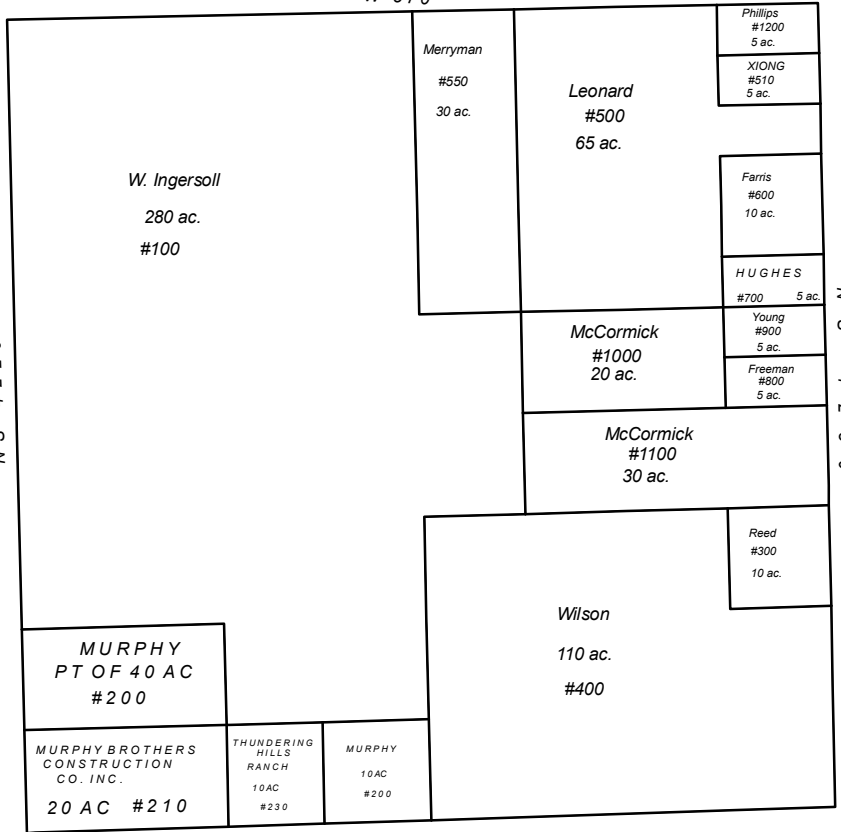 Merryman
#550
30 ac.
Leonard
#500
65 ac.
Phillips
#1200
5 ac.
XIONG
#510
5 ac.
W. Ingersoll
280 ac.
#100
Farris
#600
10 ac.
HUGHES
#700 5 ac.
McCormick
#1000
20 ac.
Young
#900
5 ac.
Freeman
#800
5 ac.
McCormick
#1100
30 ac.
Reed
#300
10 ac.
Wilson
110 ac.
#400
MURPHY
PT OF 40 AC
#200
MURPHY BROTHERS
CONSTRUCTION
CO. INC.
20 AC #210
THUNDERING
HILLS
RANCH
10AC
#230
MURPHY
10AC
#200